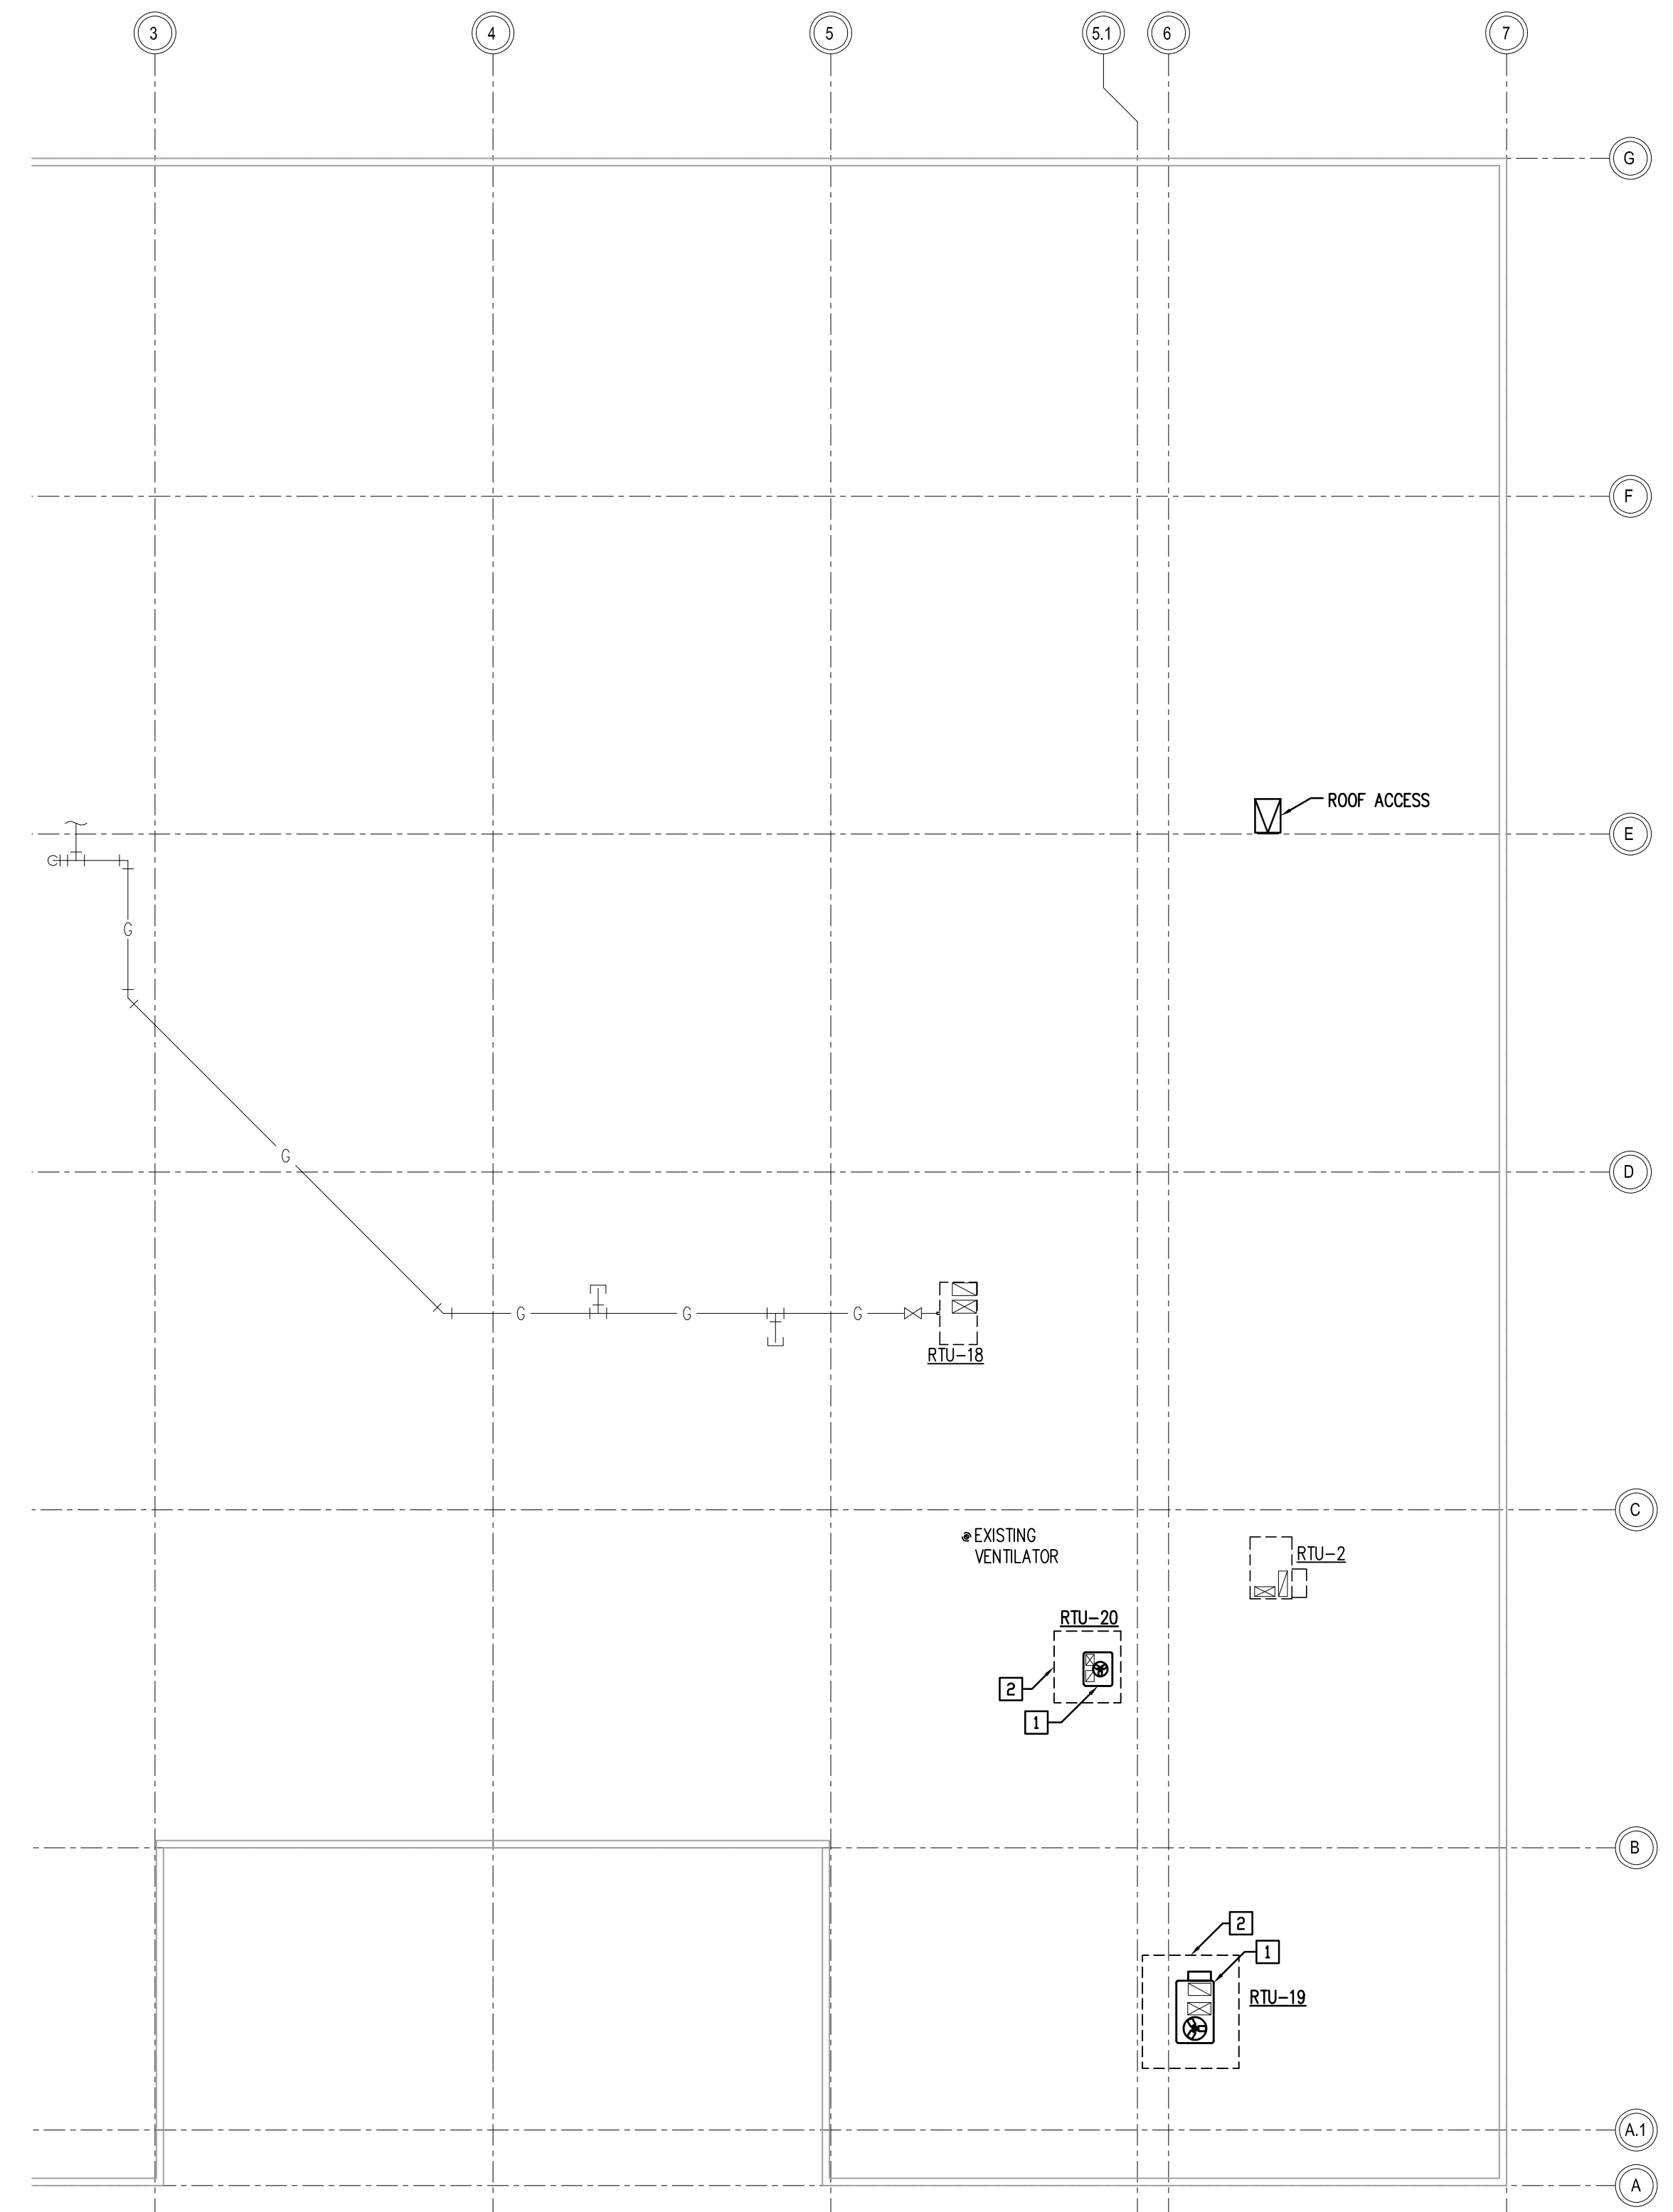 3
4
5
5.1
6
7
G
F
ROOF ACCESS
E
G
G
D
G
G
G
RTU-18
C
EXISTING
VENTILATOR
RTU-2
RTU-20
2
1
B
2
1
RTU-19
A.1
A